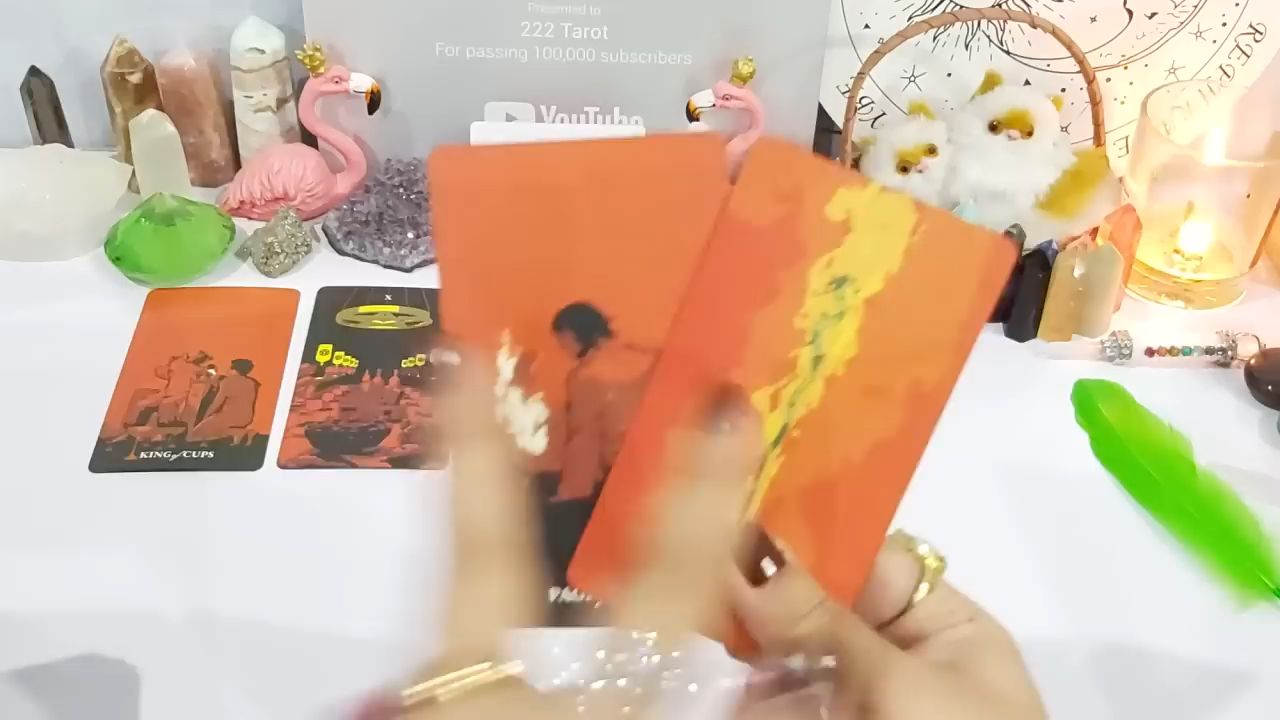 Presented to
222 Tarot
For passing 100,000 subscribers
YouTube
KING of CUPS
X